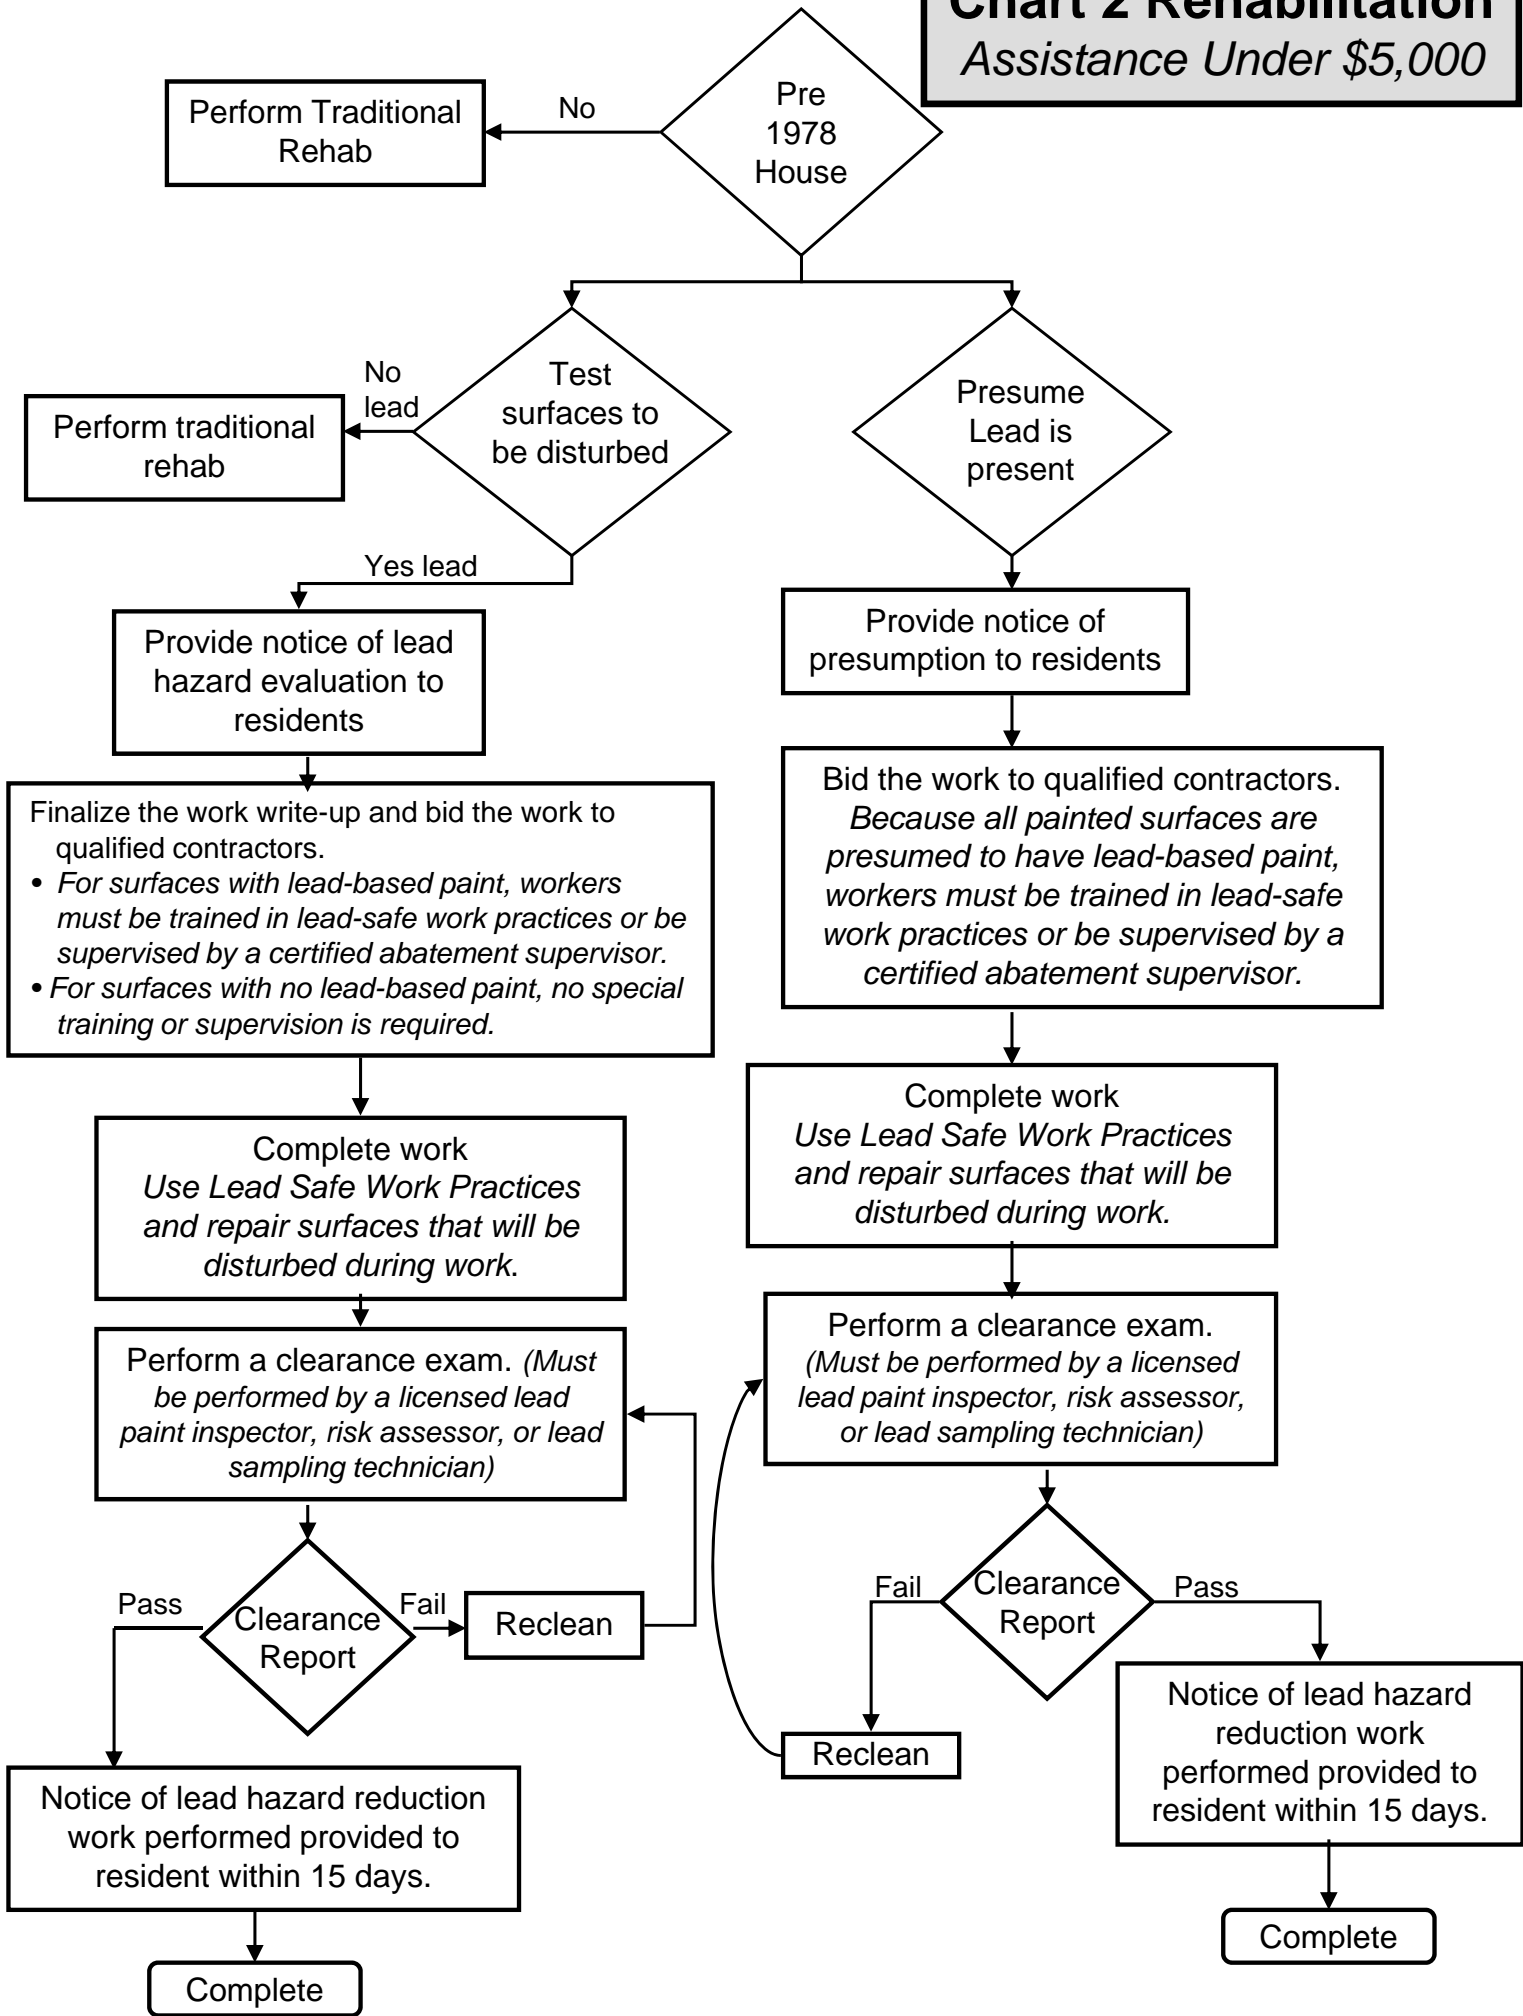 Chart 2 Rehabilitation
Assistance Under $5,000
Pre
1978
House
No
Perform Traditional
Rehab
Test
surfaces to
be disturbed
No
lead
Perform traditional
rehab
Presume
Lead is
present
Yes lead
Provide notice of lead
hazard evaluation to
residents
Provide notice of
presumption to residents
Finalize the work write-up and bid the work to
qualified contractors.
• For surfaces with lead-based paint, workers
must be trained in lead-safe work practices or be
supervised by a certified abatement supervisor.
• For surfaces with no lead-based paint, no special
training or supervision is required.
Bid the work to qualified contractors.
Because all painted surfaces are
presumed to have lead-based paint,
workers must be trained in lead-safe
work practices or be supervised by a
certified abatement supervisor.
Complete work
Use Lead Safe Work Practices
and repair surfaces that will be
disturbed during work.
Complete work
Use Lead Safe Work Practices
and repair surfaces that will be
disturbed during work.
Perform a clearance exam. (Must
be performed by a licensed lead
paint inspector, risk assessor, or lead
sampling technician)
Perform a clearance exam.
(Must be performed by a licensed
lead paint inspector, risk assessor,
or lead sampling technician)
Pass
Clearance
Report
Fail
Reclean
Fail
Clearance
Report
Pass
Reclean
Notice of lead hazard reduction
work performed provided to
resident within 15 days.
Notice of lead hazard
reduction work
performed provided to
resident within 15 days.
Complete
Complete